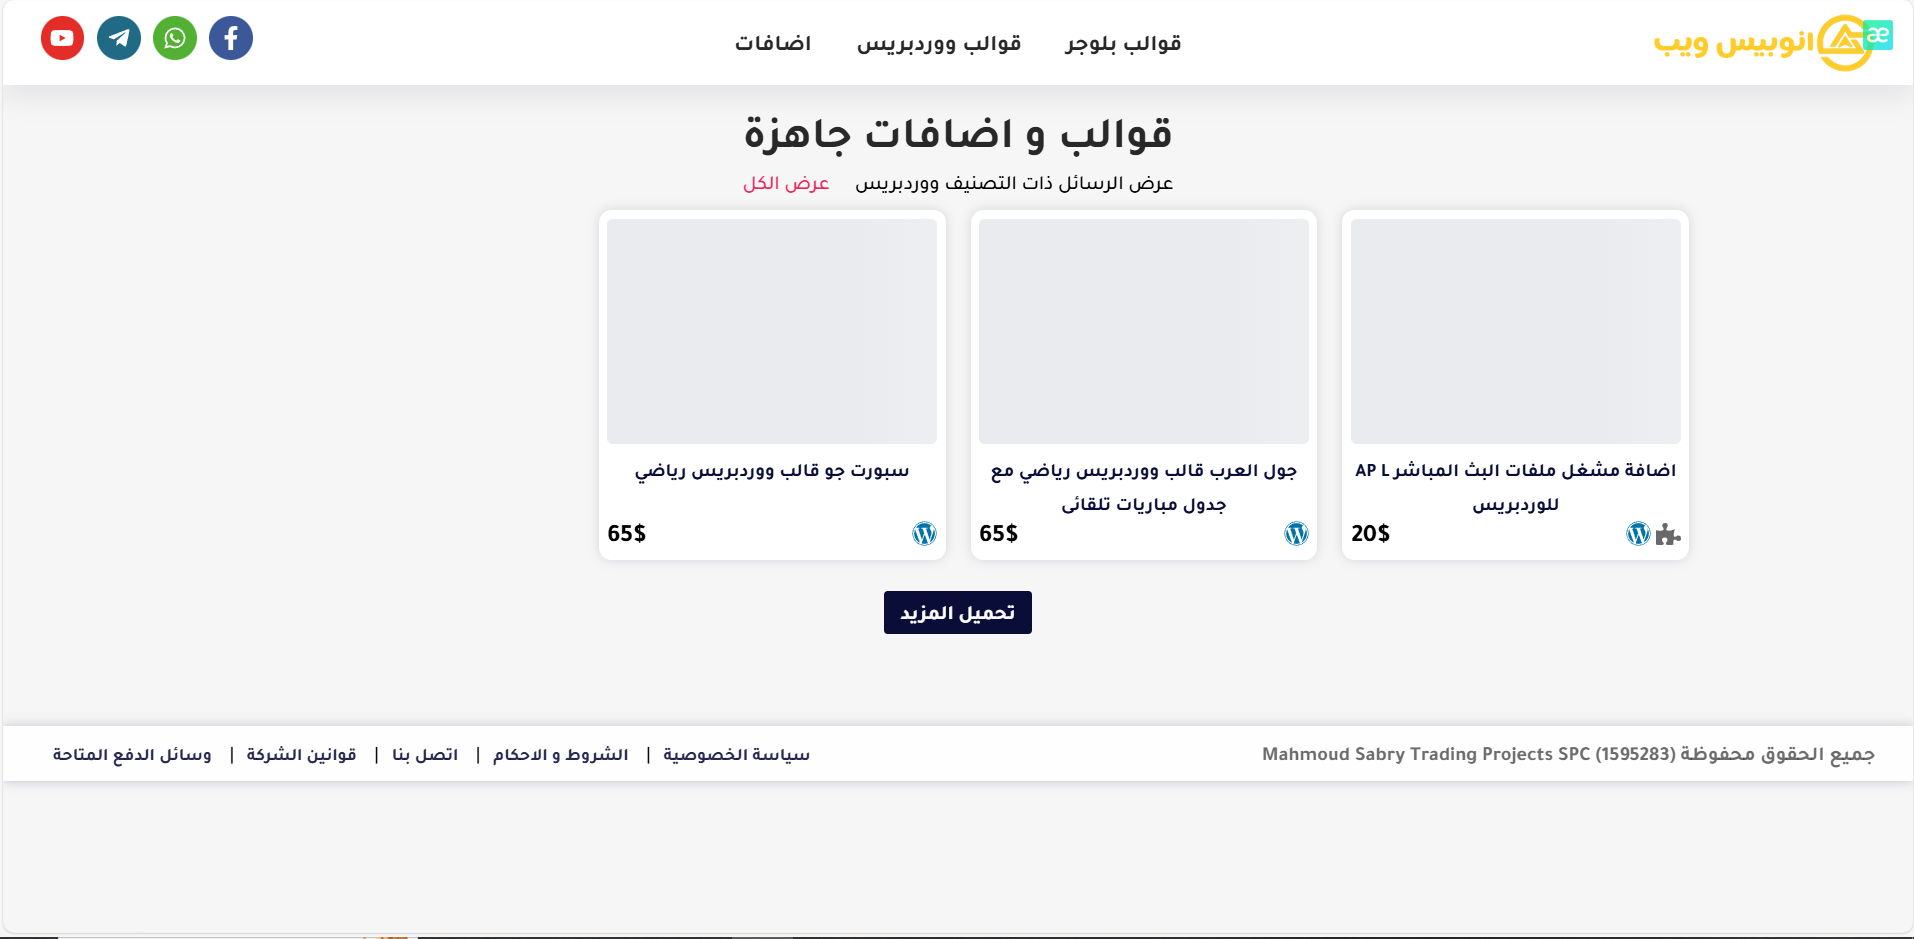 انوبيس ويب
æ
قوالب بلوجر
قوالب ووردبريس
اضافات
قوالب و اضافات جاهزة
عرض الرسائل ذات التصنيف ووردبريس عرض الكل
اضافة مشغل ملفات البث المباشر AP L
للوردبريس
20$
جول العرب قالب ووردبريس رياضي مع
جدول مباريات تلقائى
65$
سبورت جو قالب ووردبريس رياضي
65$
تحميل المزيد
جميع الحقوق محفوظة Mahmoud Sabry Trading Projects SPC (1595283)
سياسة الخصوصية | الشروط و الاحكام | اتصل بنا | قوانين الشركة | وسائل الدفع المتاحة